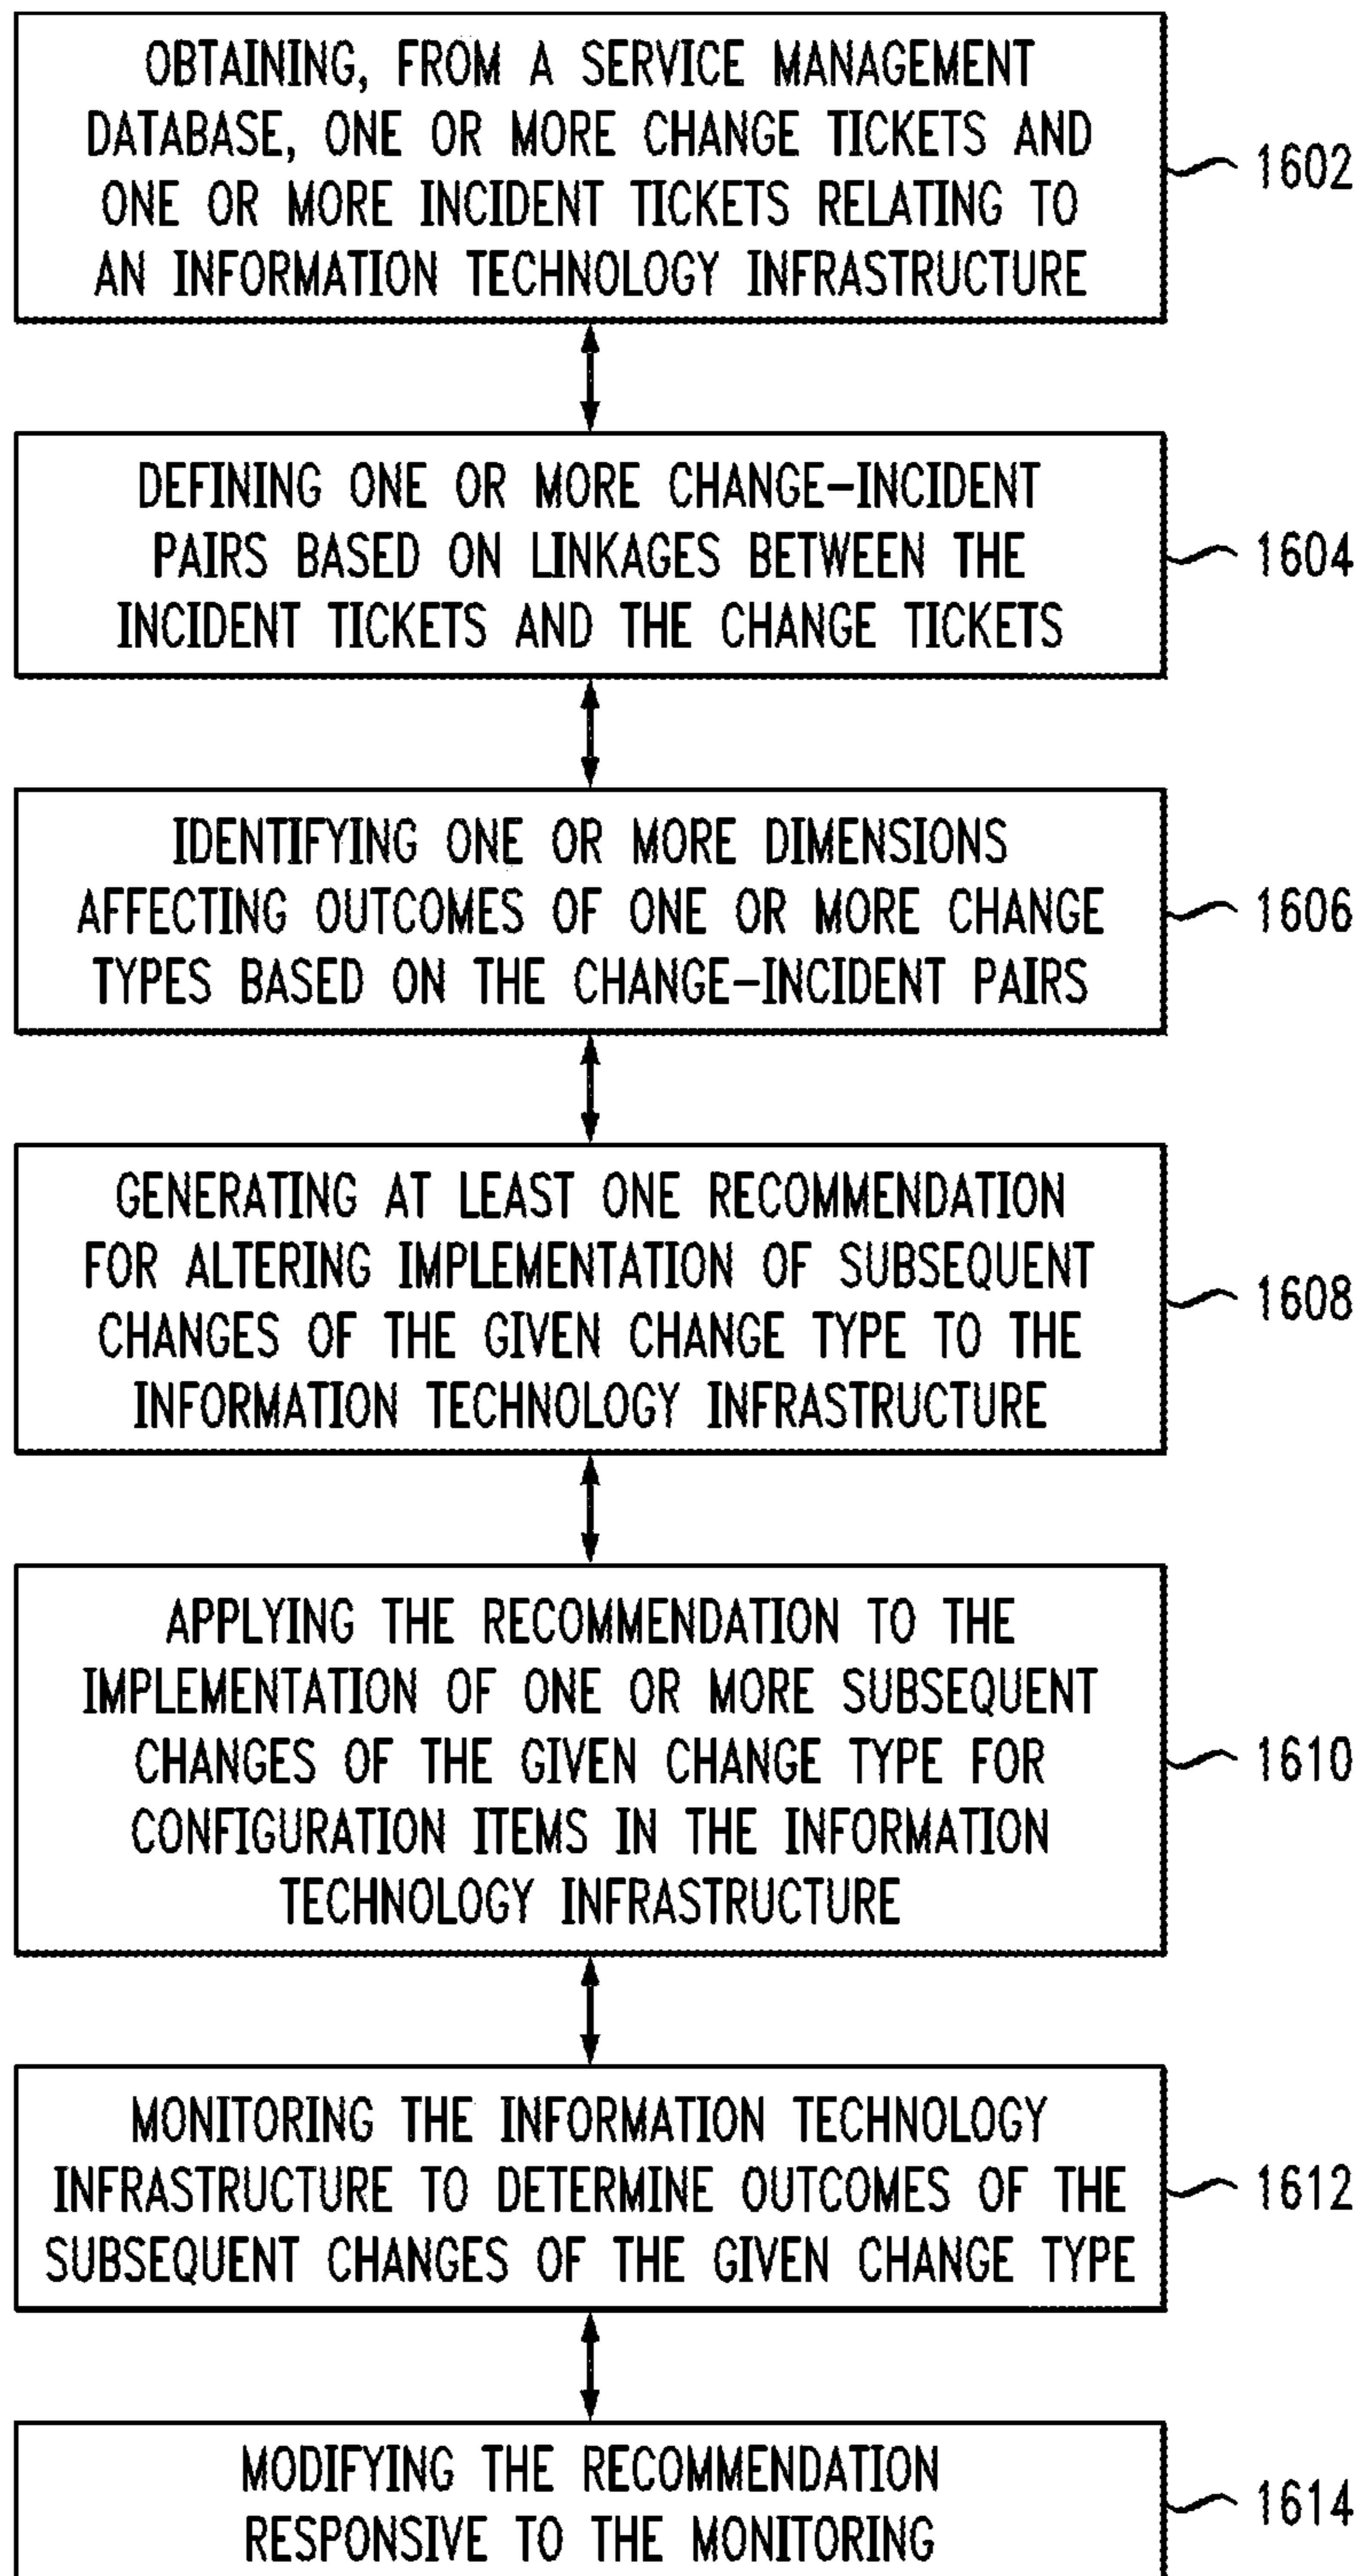 OBTAINING, FROM A SERVICE MANAGEMENT
DATABASE, ONE OR MORE CHANGE TICKETS AND
ONE OR MORE INCIDENT TICKETS RELATING TO
AN INFORMATION TECHNOLOGY INFRASTRUCTURE
1602
DEFINING ONE OR MORE CHANGE-INCIDENT
PAIRS BASED ON LINKAGES BETWEEN THE
INCIDENT TICKETS AND THE CHANGE TICKETS
1604
IDENTIFYING ONE OR MORE DIMENSIONS
AFFECTING OUTCOMES OF ONE OR MORE CHANGE
TYPES BASED ON THE CHANGE-INCIDENT PAIRS
1606
GENERATING AT LEAST ONE RECOMMENDATION
FOR ALTERING IMPLEMENTATION OF SUBSEQUENT
CHANGES OF THE GIVEN CHANGE TYPE TO THE
INFORMATION TECHNOLOGY INFRASTRUCTURE
1608
APPLYING THE RECOMMENDATION TO THE
IMPLEMENTATION OF ONE OR MORE SUBSEQUENT
CHANGES OF THE GIVEN CHANGE TYPE FOR
CONFIGURATION ITEMS IN THE INFORMATION
TECHNOLOGY INFRASTRUCTURE
1610
MONITORING THE INFORMATION TECHNOLOGY
INFRASTRUCTURE TO DETERMINE OUTCOMES OF THE
SUBSEQUENT CHANGES OF THE GIVEN CHANGE TYPE
1612
MODIFYING THE RECOMMENDATION
RESPONSIVE TO THE MONITORING
1614